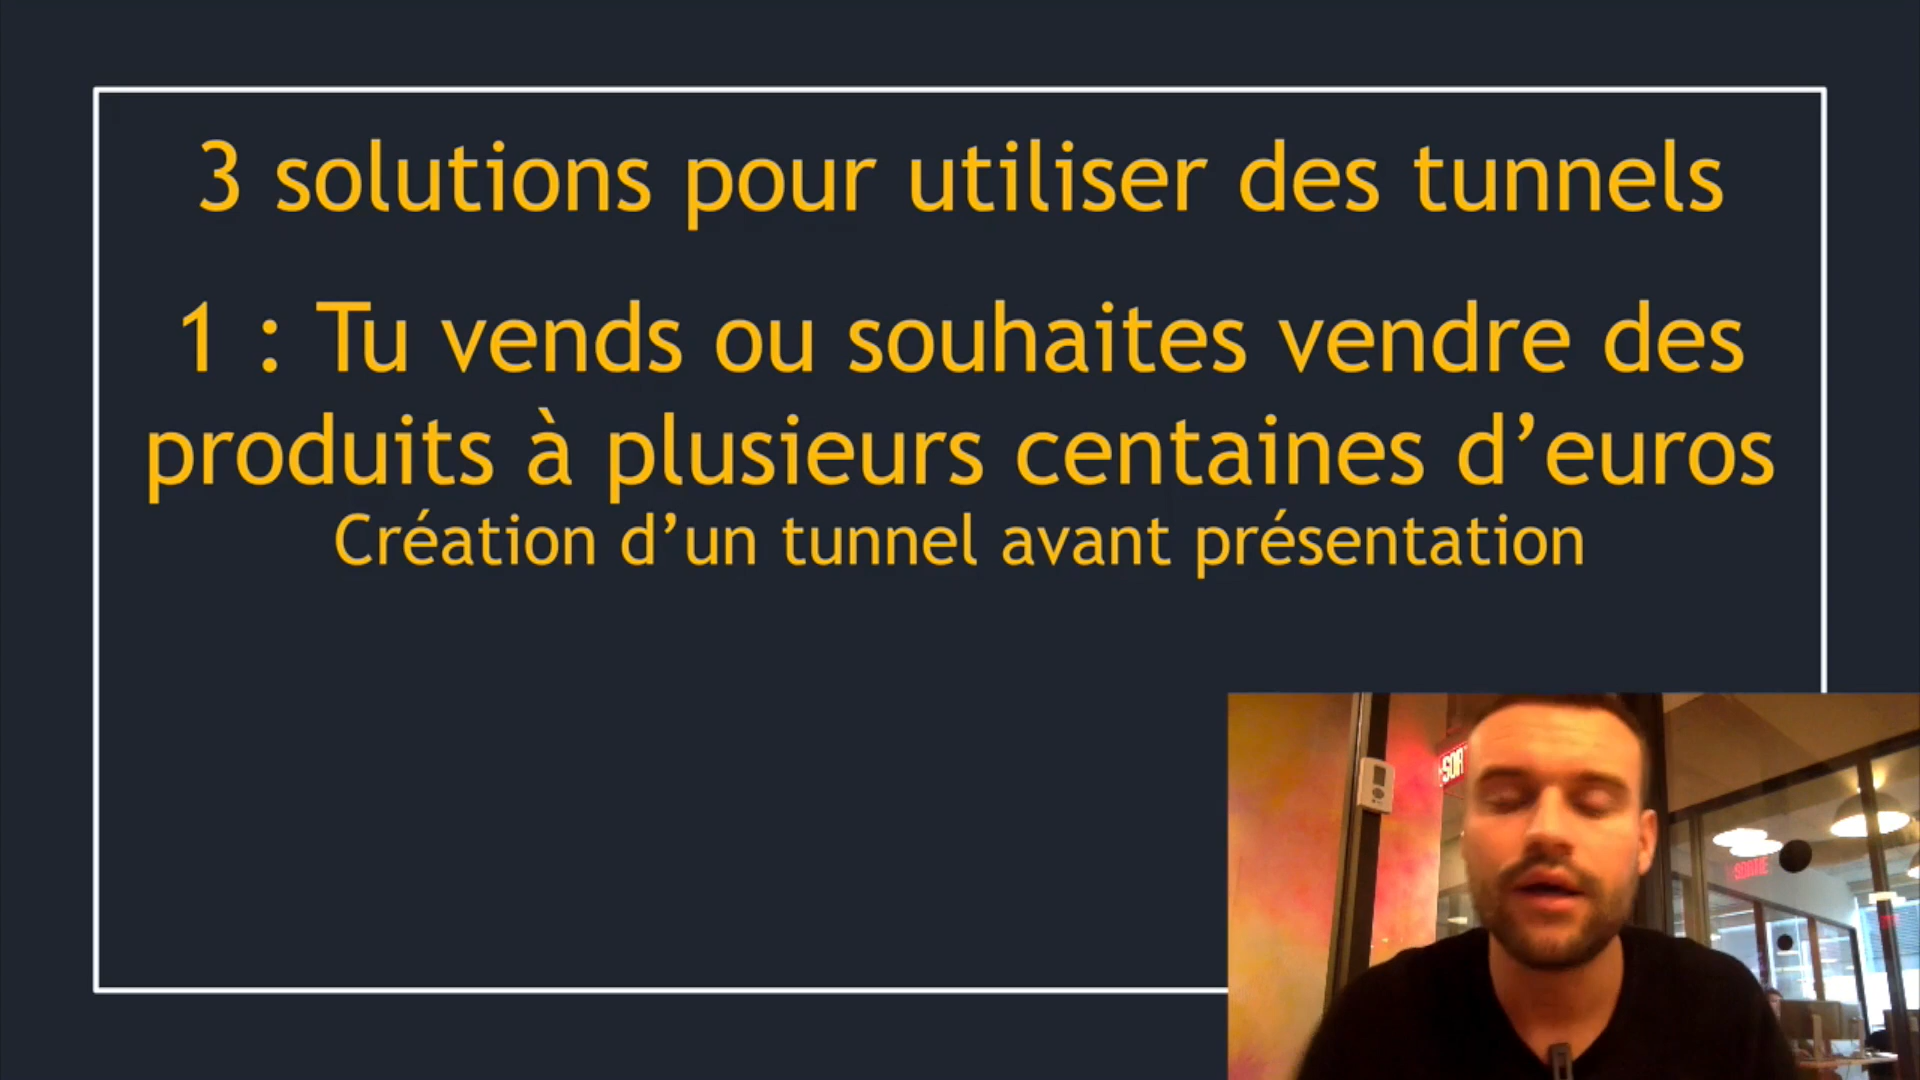 3 solutions pour utiliser des tunnels
1 : Tu vends ou souhaites vendre des
produits à plusieurs centaines d’euros
Création d’un tunnel avant présentation
SORTIE